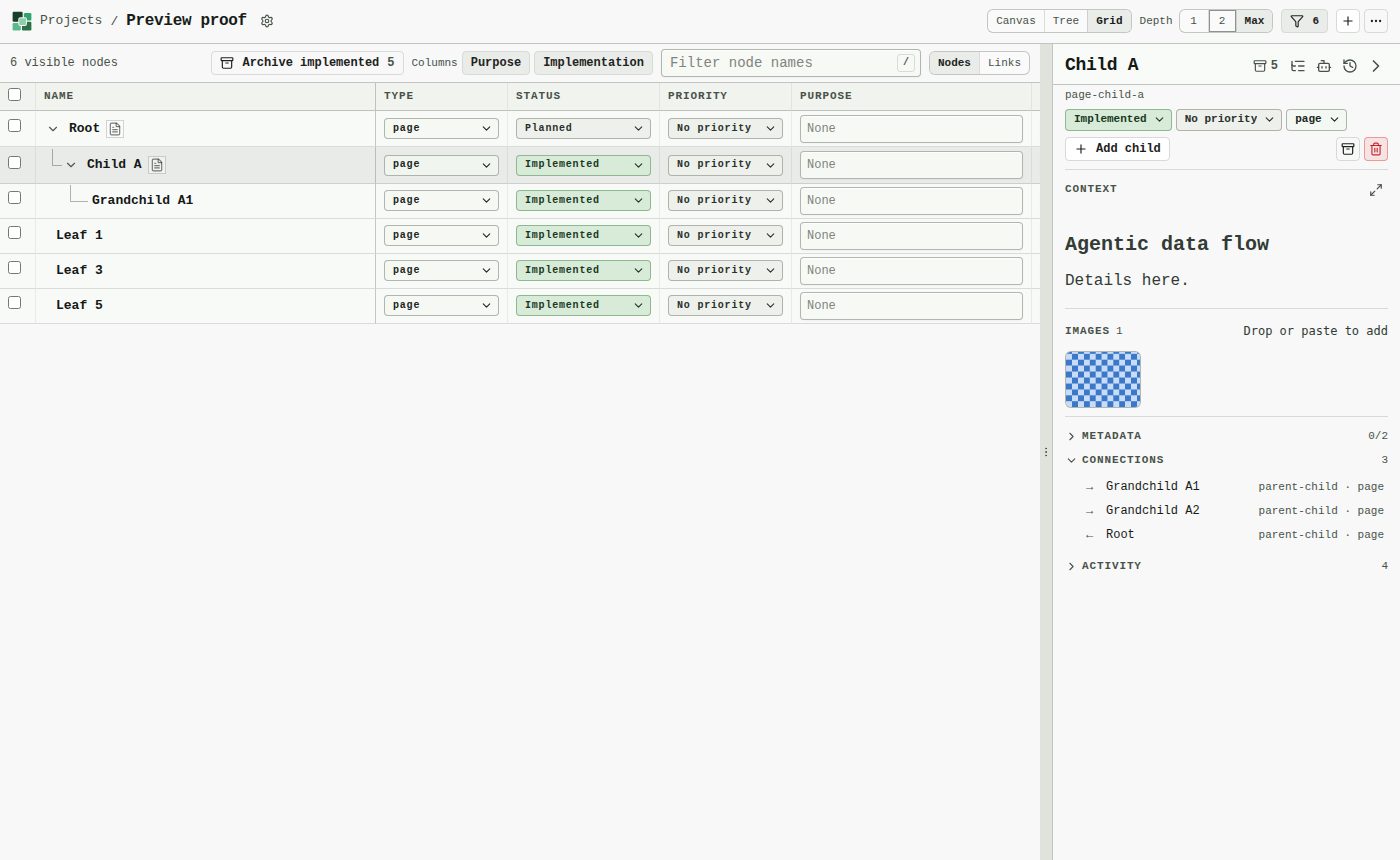 Projects / Preview proof
Canvas Tree Grid Depth 1 2 Max 6
6 visible nodes Archive implemented 5 Columns Purpose Implementation Filter node names / Nodes Links
NAME TYPE STATUS PRIORITY PURPOSE
Root page Planned No priority None
Child A page Implemented No priority None
Grandchild A1 page Implemented No priority None
Leaf 1 page Implemented No priority None
Leaf 3 page Implemented No priority None
Leaf 5 page Implemented No priority None
Child A 5
page-child-a
Implemented No priority page
Add child
CONTEXT
Agentic data flow
Details here.
IMAGES 1 Drop or paste to add
METADATA 0/2
CONNECTIONS 3
→ Grandchild A1 parent-child · page
→ Grandchild A2 parent-child · page
← Root parent-child · page
ACTIVITY 4